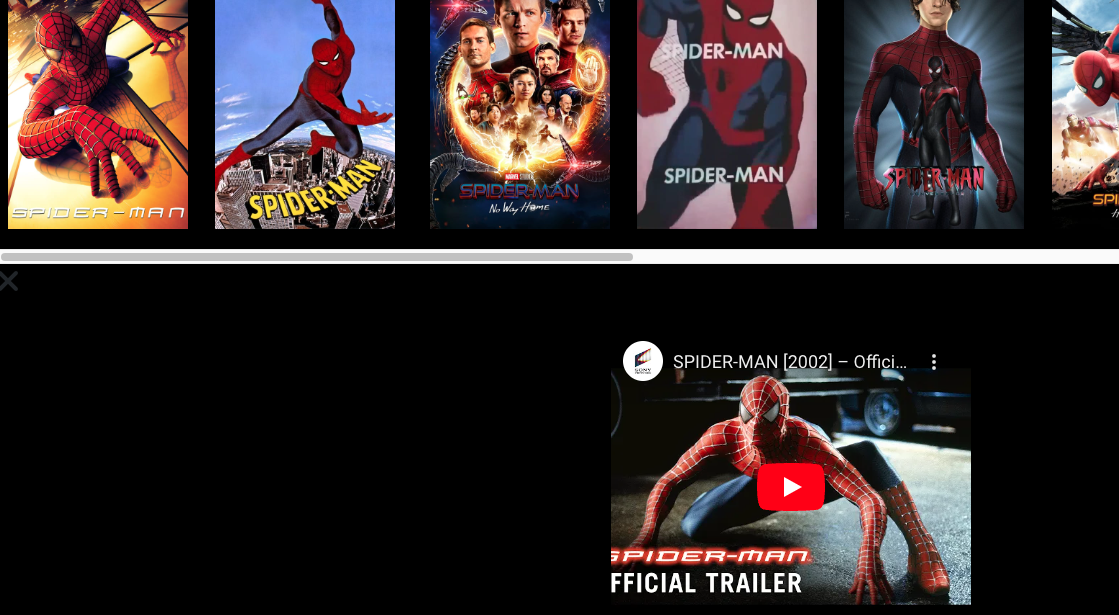 SPIDER-MAN
SPIDER-MAN
MARVEL STUDIOS
SPIDER-MAN
No Way Home
SPIDER-MAN
SPIDER-MAN
SPIDER-MAN
SPI
SONY
SPIDER-MAN [2002] – Offici...
SPIDER-MAN
FFICIAL TRAILER